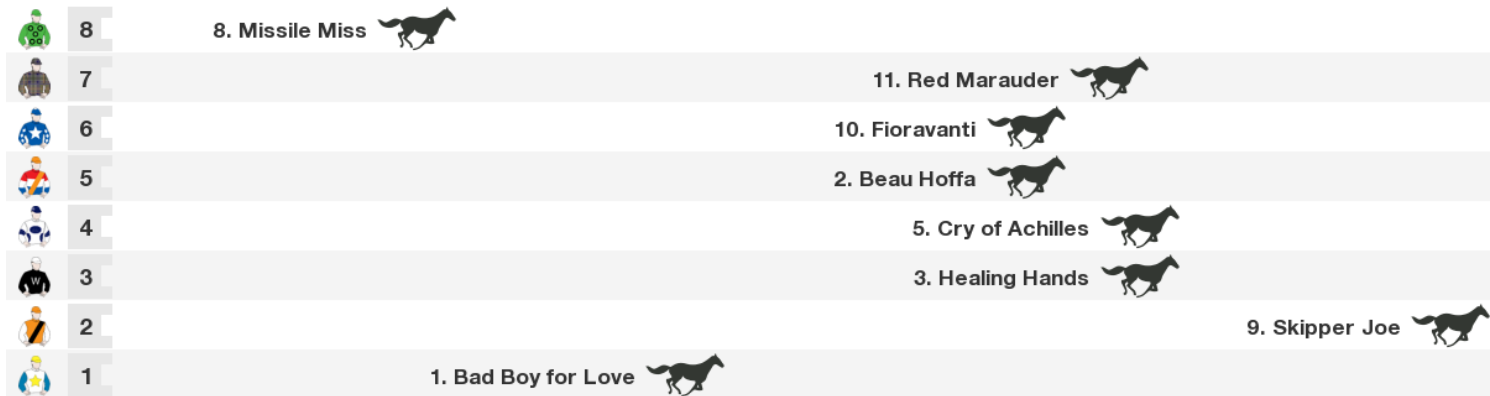 8 8. Missile Miss
7 11. Red Marauder
6 10. Fioravanti
5 2. Beau Hoffa
4 5. Cry of Achilles
W 3 3. Healing Hands
2 9. Skipper Joe
1 1. Bad Boy for Love